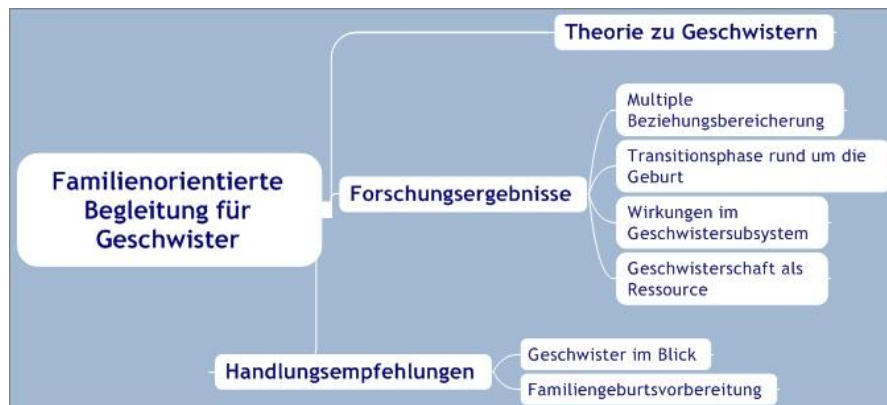 Theorie zu Geschwistern
Multiple
Beziehungsbereicherung
Transitionsphase rund um die
Geburt
Familienorientierte
Begleitung für
Geschwister
Forschungsergebnisse
Wirkungen im
Geschwistersubsystem
Geschwisterschaft als
Ressource
Handlungsempfehlungen
Geschwister im Blick
Familiengeburtsvorbereitung